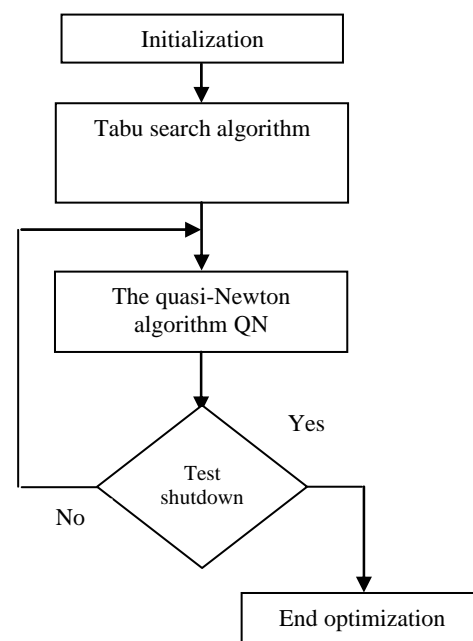 Initialization
Tabu search algorithm
The quasi-Newton
algorithm QN
Yes
Test
shutdown
No
End optimization